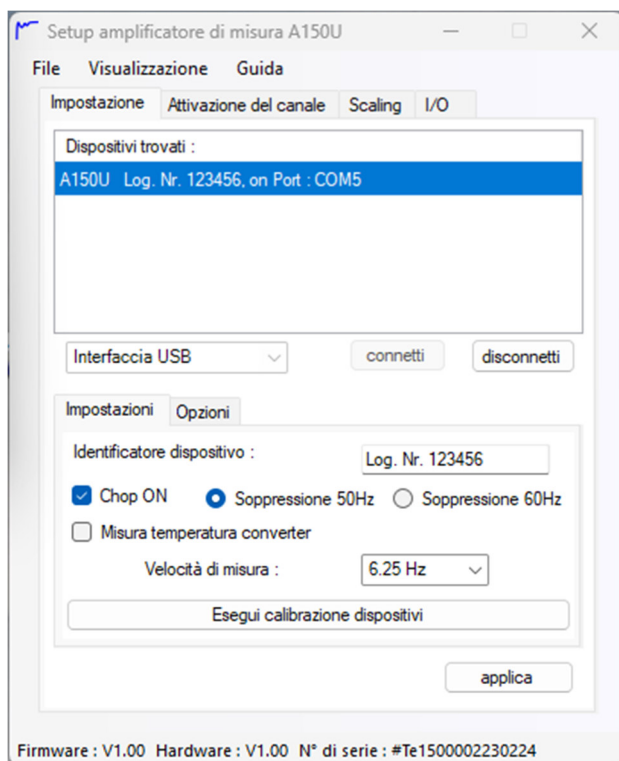 Setup amplificatore di misura A150U
File Visualizzazione Guida
Impostazione Attivazione del canale Scaling I/O
Dispositivi trovati :
A150U Log. Nr. 123456, on Port : COM5
Interfaccia USB connetti disconnetti
Impostazioni Opzioni
Identificatore dispositivo : Log. Nr. 123456
Chop ON Soppressione 50Hz Soppressione 60Hz
Misura temperatura converter
Velocità di misura : 6.25 Hz
Esegui calibrazione dispositivi
applica
Firmware : V1.00 Hardware : V1.00 N° di serie : #Te1500002230224